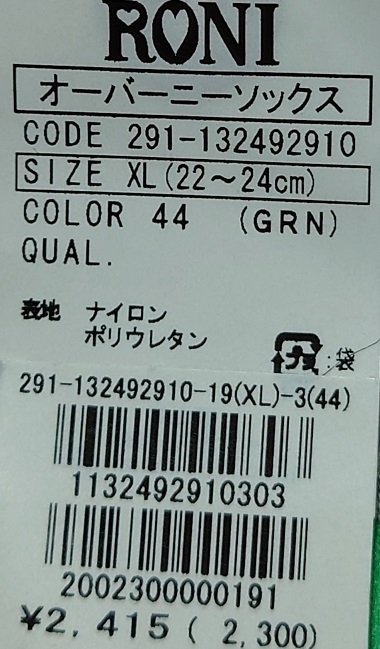 RONI
オーバーニーソックス
CODE 291-132492910
SIZE XL(22～24cm)
COLOR 44 (GRN)
QUAL.
表地 ナイロン
ポリウレタン
プラ:袋
291-132492910-19(XL)-3(44)
1132492910303
2002300000191
¥2,415 ( 2,300)